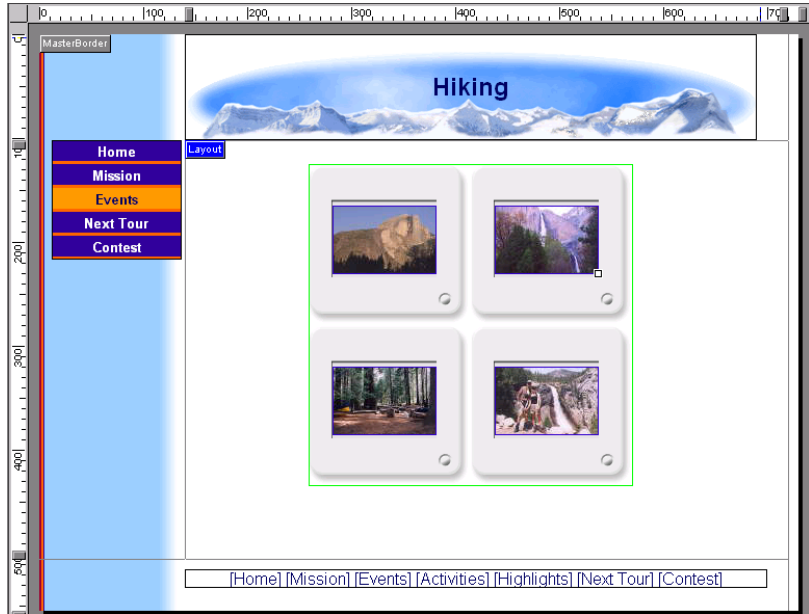 0 100 200 300 400 500 600 70
MasterBorder
Hiking
Layout
Home
Mission
Events
Next Tour
Contest
200
300
400
500
[Home] [Mission] [Events] [Activities] [Highlights] [Next Tour] [Contest]